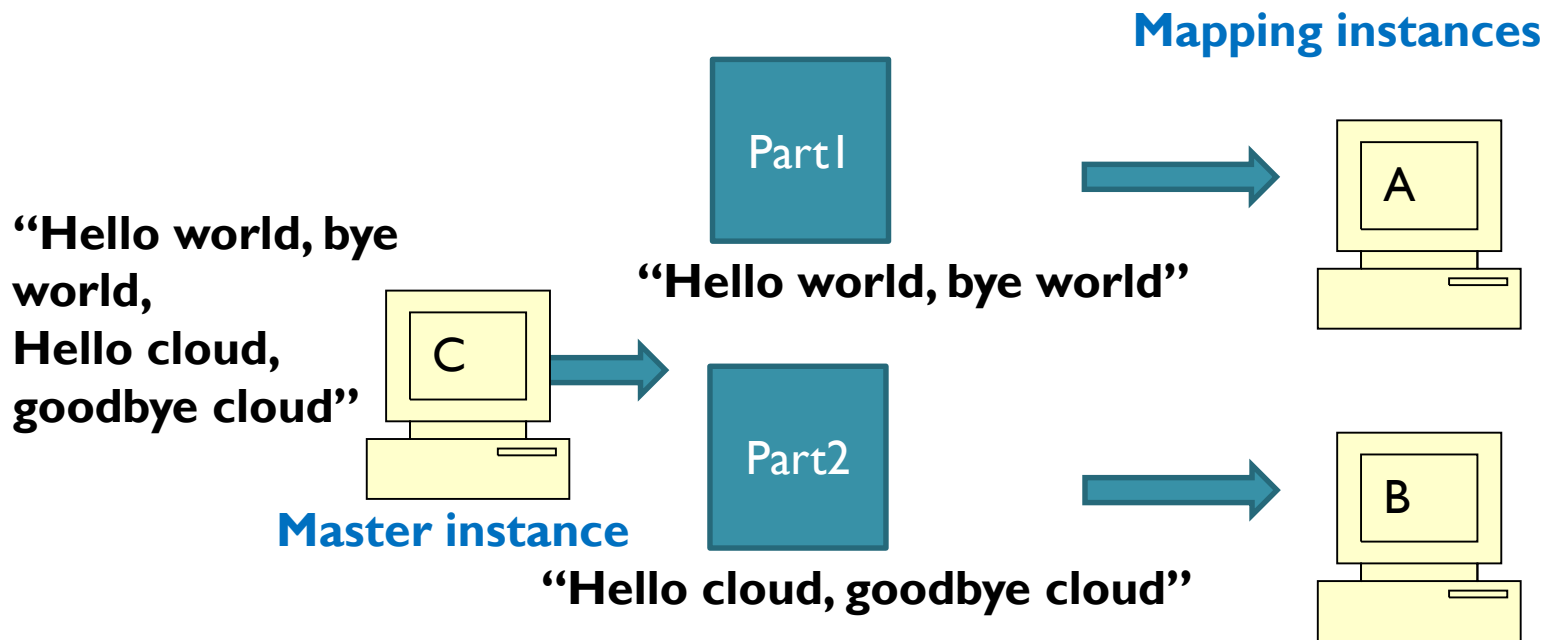 Mapping instances
Part1
A
“Hello world, bye
world,
Hello cloud,
goodbye cloud”
“Hello world, bye world”
C
Part2
B
Master instance
“Hello cloud, goodbye cloud”